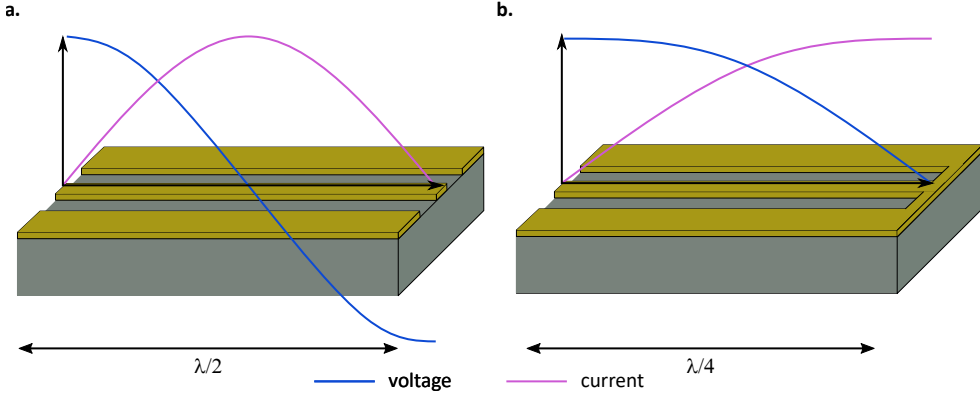 a.
b.
λ/2
λ/4
voltage
current